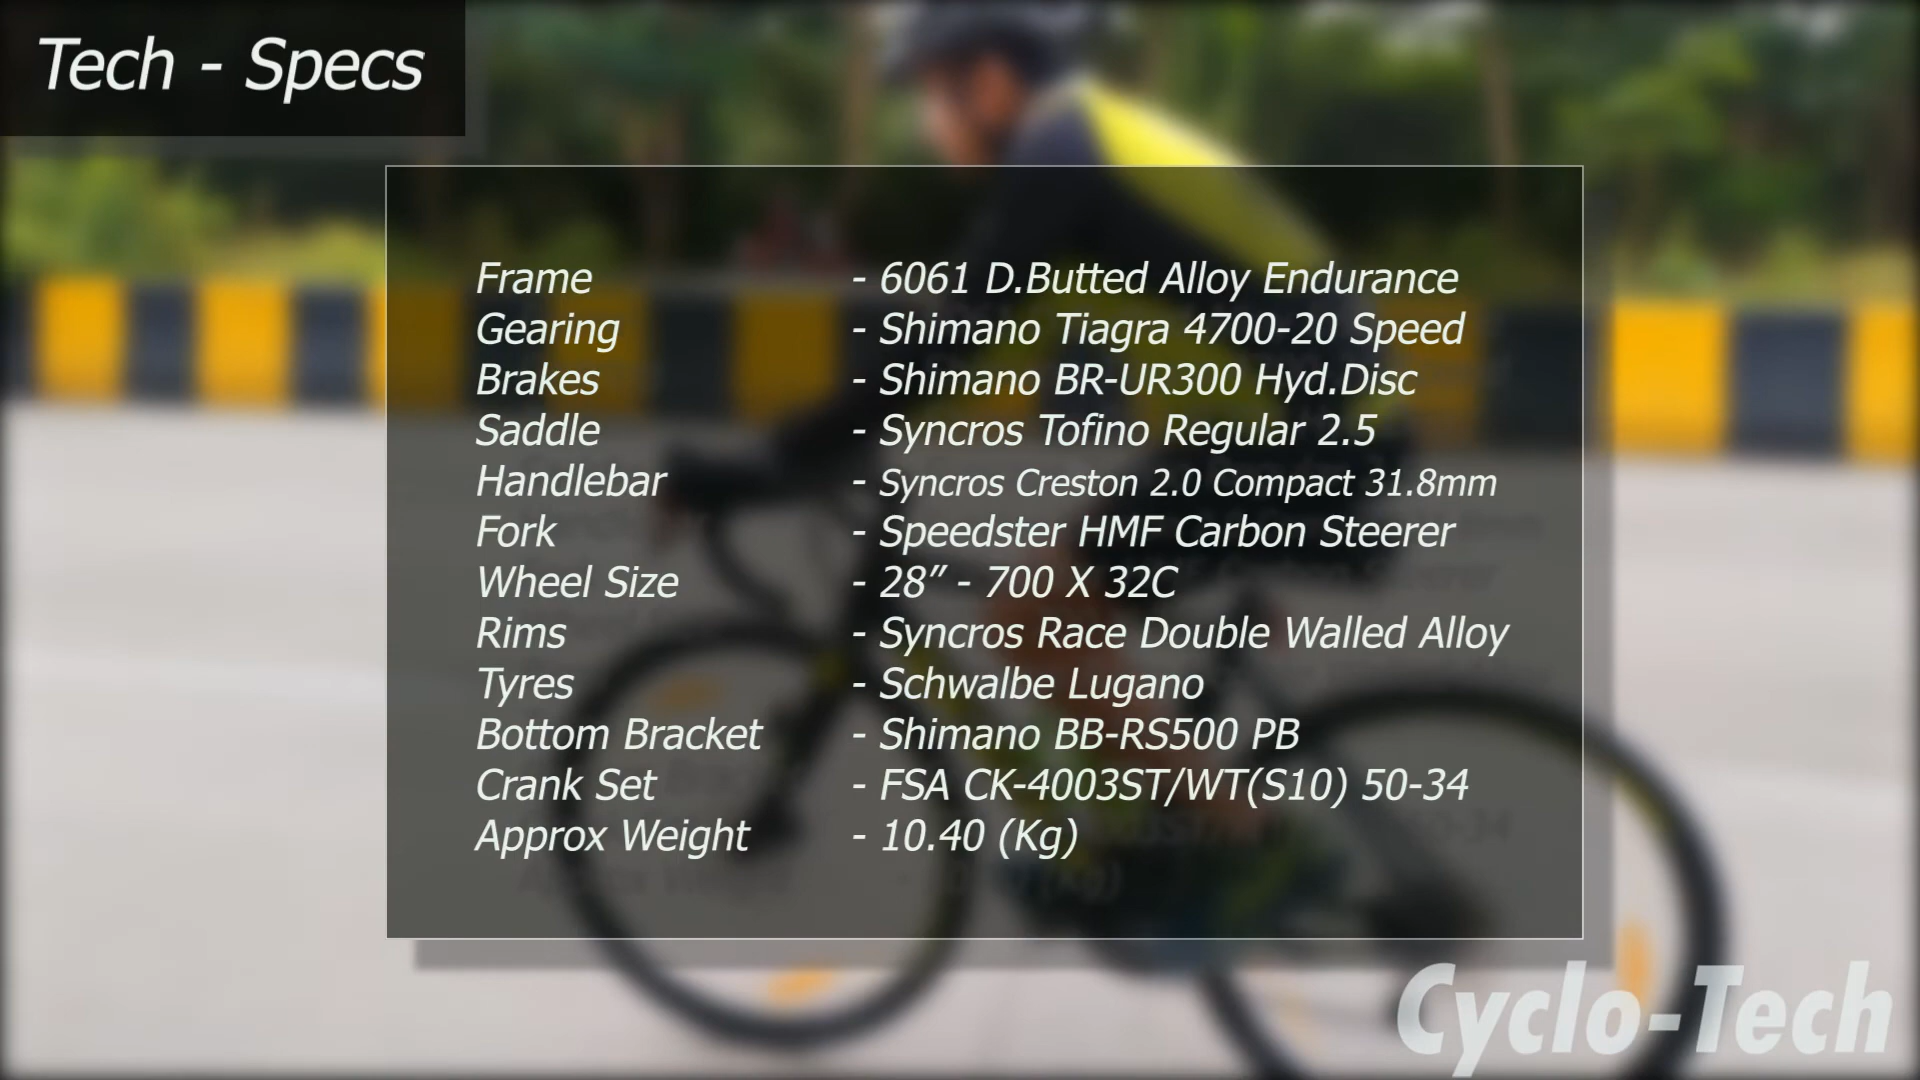 Tech - Specs
Frame - 6061 D.Butted Alloy Endurance
Gearing - Shimano Tiagra 4700-20 Speed
Brakes - Shimano BR-UR300 Hyd.Disc
Saddle - Syncros Tofino Regular 2.5
Handlebar - Syncros Creston 2.0 Compact 31.8mm
Fork - Speedster HMF Carbon Steerer
Wheel Size - 28” - 700 X 32C
Rims - Syncros Race Double Walled Alloy
Tyres - Schwalbe Lugano
Bottom Bracket - Shimano BB-RS500 PB
Crank Set - FSA CK-4003ST/WT(S10) 50-34
Approx Weight - 10.40 (Kg)
Cyclo-Tech